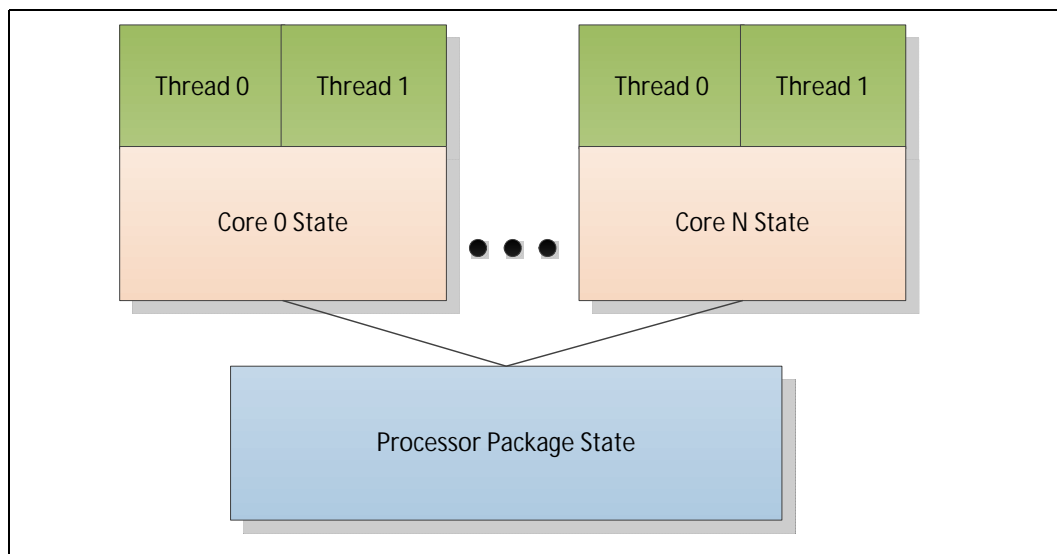 Thread 0
Thread 1
Thread 0
Thread 1
Core 0 State
Core N State
Processor Package State